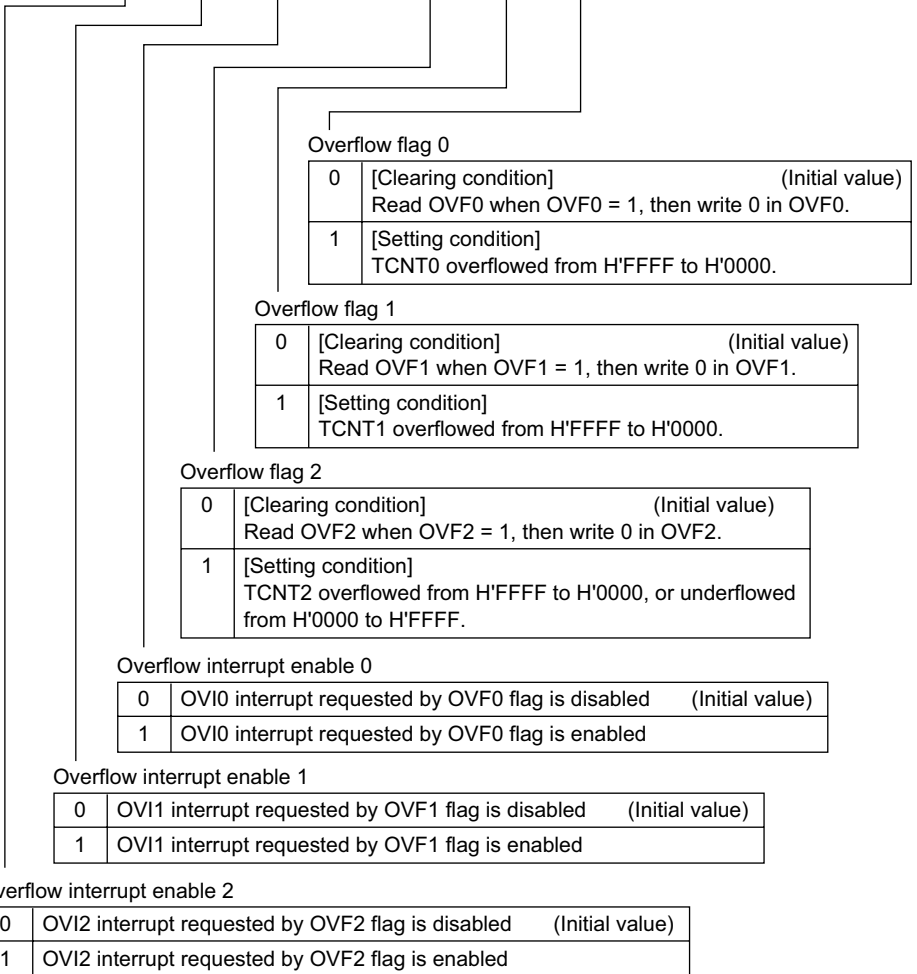 Overflow flag 0
0 [Clearing condition] (Initial value)
Read OVF0 when OVF0 = 1, then write 0 in OVF0.
1 [Setting condition]
TCNT0 overflowed from H'FFFF to H'0000.
Overflow flag 1
0 [Clearing condition] (Initial value)
Read OVF1 when OVF1 = 1, then write 0 in OVF1.
1 [Setting condition]
TCNT1 overflowed from H'FFFF to H'0000.
Overflow flag 2
0 [Clearing condition] (Initial value)
Read OVF2 when OVF2 = 1, then write 0 in OVF2.
1 [Setting condition]
TCNT2 overflowed from H'FFFF to H'0000, or underflowed
from H'0000 to H'FFFF.
Overflow interrupt enable 0
0 OVI0 interrupt requested by OVF0 flag is disabled (Initial value)
1 OVI0 interrupt requested by OVF0 flag is enabled
Overflow interrupt enable 1
0 OVI1 interrupt requested by OVF1 flag is disabled (Initial value)
1 OVI1 interrupt requested by OVF1 flag is enabled
verflow interrupt enable 2
0 OVI2 interrupt requested by OVF2 flag is disabled (Initial value)
1 OVI2 interrupt requested by OVF2 flag is enabled